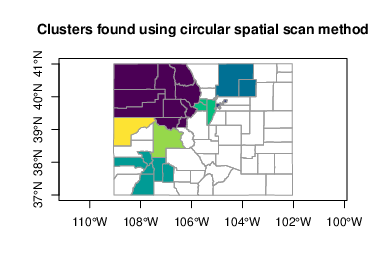 Clusters found using circular spatial scan method
41°N
40°N
39°N
38°N
37°N
110°W
108°W
106°W
104°W
102°W
100°W